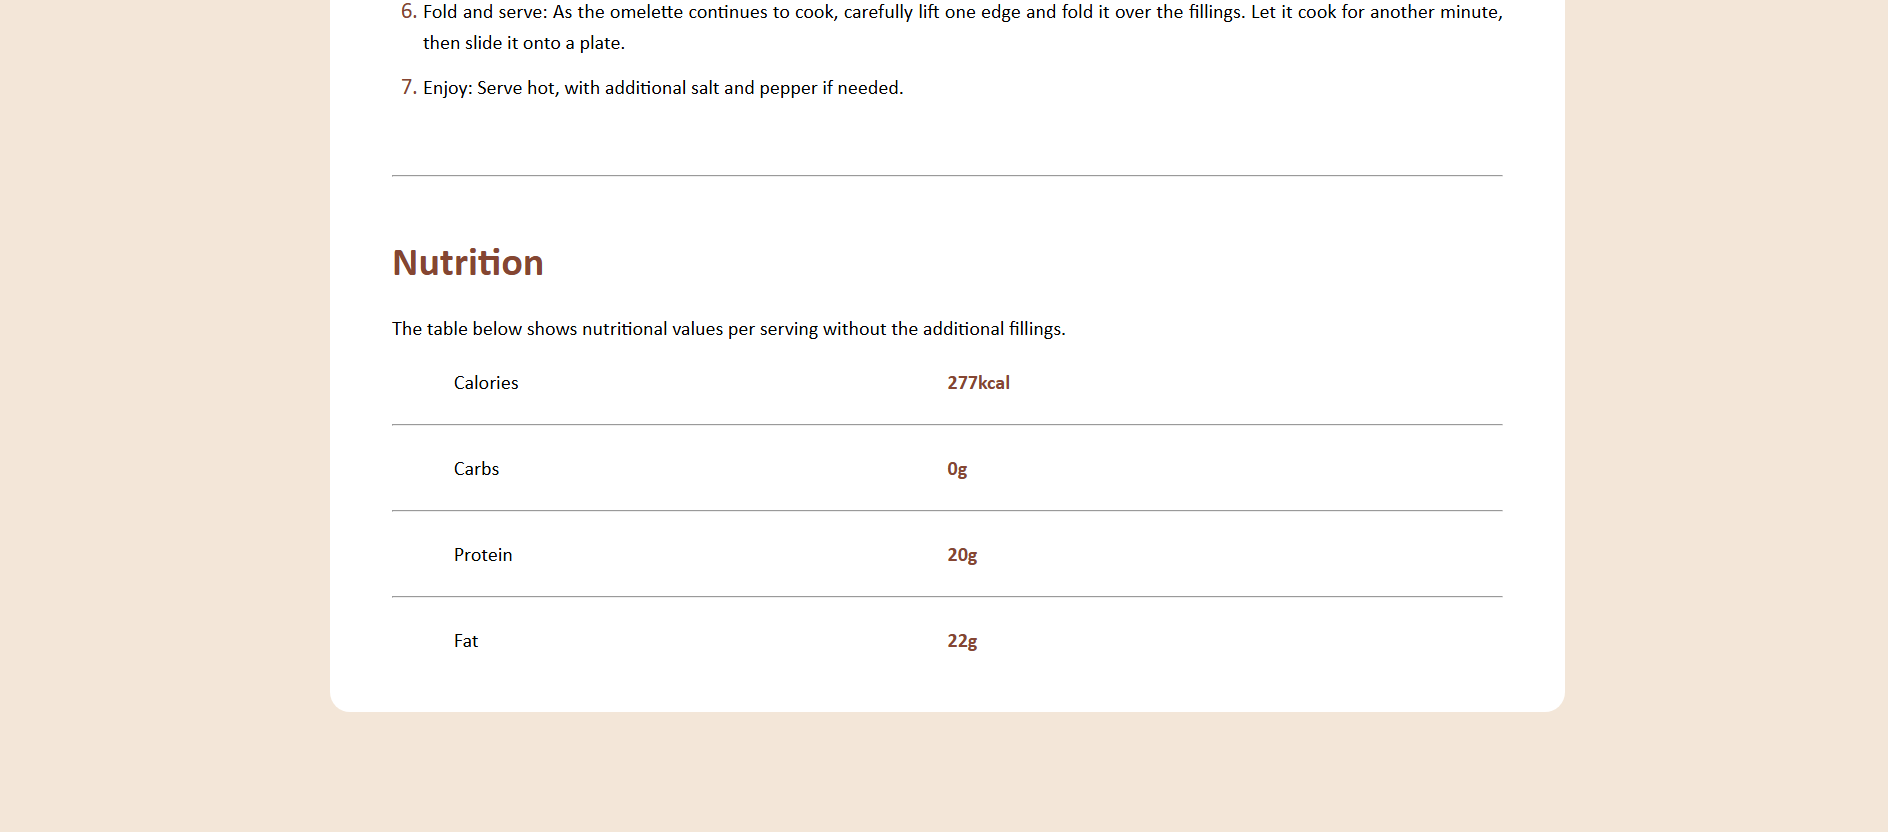 6. Fold and serve: As the omelette continues to cook, carefully lift one edge and fold it over the fillings. Let it cook for another minute,
then slide it onto a plate.
7. Enjoy: Serve hot, with additional salt and pepper if needed.
Nutrition
The table below shows nutritional values per serving without the additional fillings.
Calories 277kcal
Carbs 0g
Protein 20g
Fat 22g